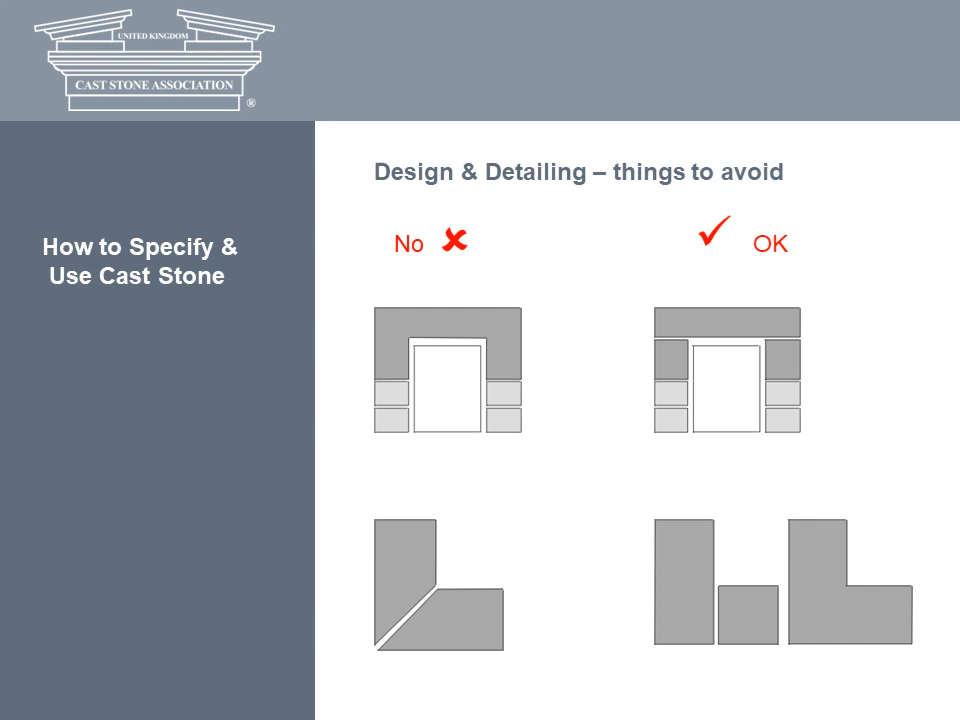 UNITED KINGDOM
CAST STONE ASSOCIATION
®
Design & Detailing – things to avoid
No ✘
✓ OK
How to Specify &
Use Cast Stone